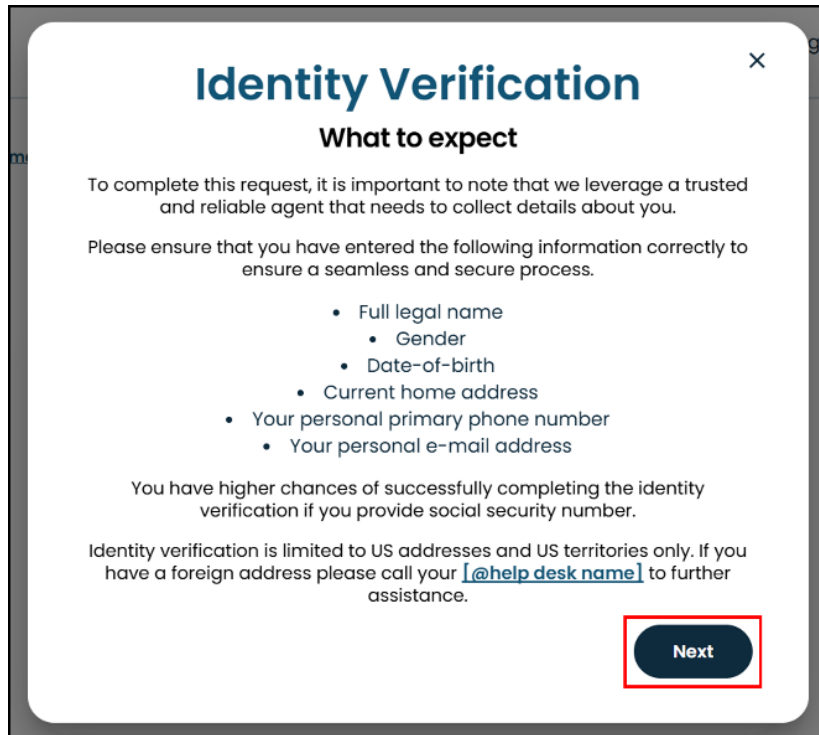 Identity Verification
What to expect
To complete this request, it is important to note that we leverage a trusted
and reliable agent that needs to collect details about you.
Please ensure that you have entered the following information correctly to
ensure a seamless and secure process.
• Full legal name
• Gender
• Date-of-birth
• Current home address
• Your personal primary phone number
• Your personal e-mail address
You have higher chances of successfully completing the identity
verification if you provide social security number.
Identity verification is limited to US addresses and US territories only. If you
have a foreign address please call your [@help desk name] to further
assistance.
Next